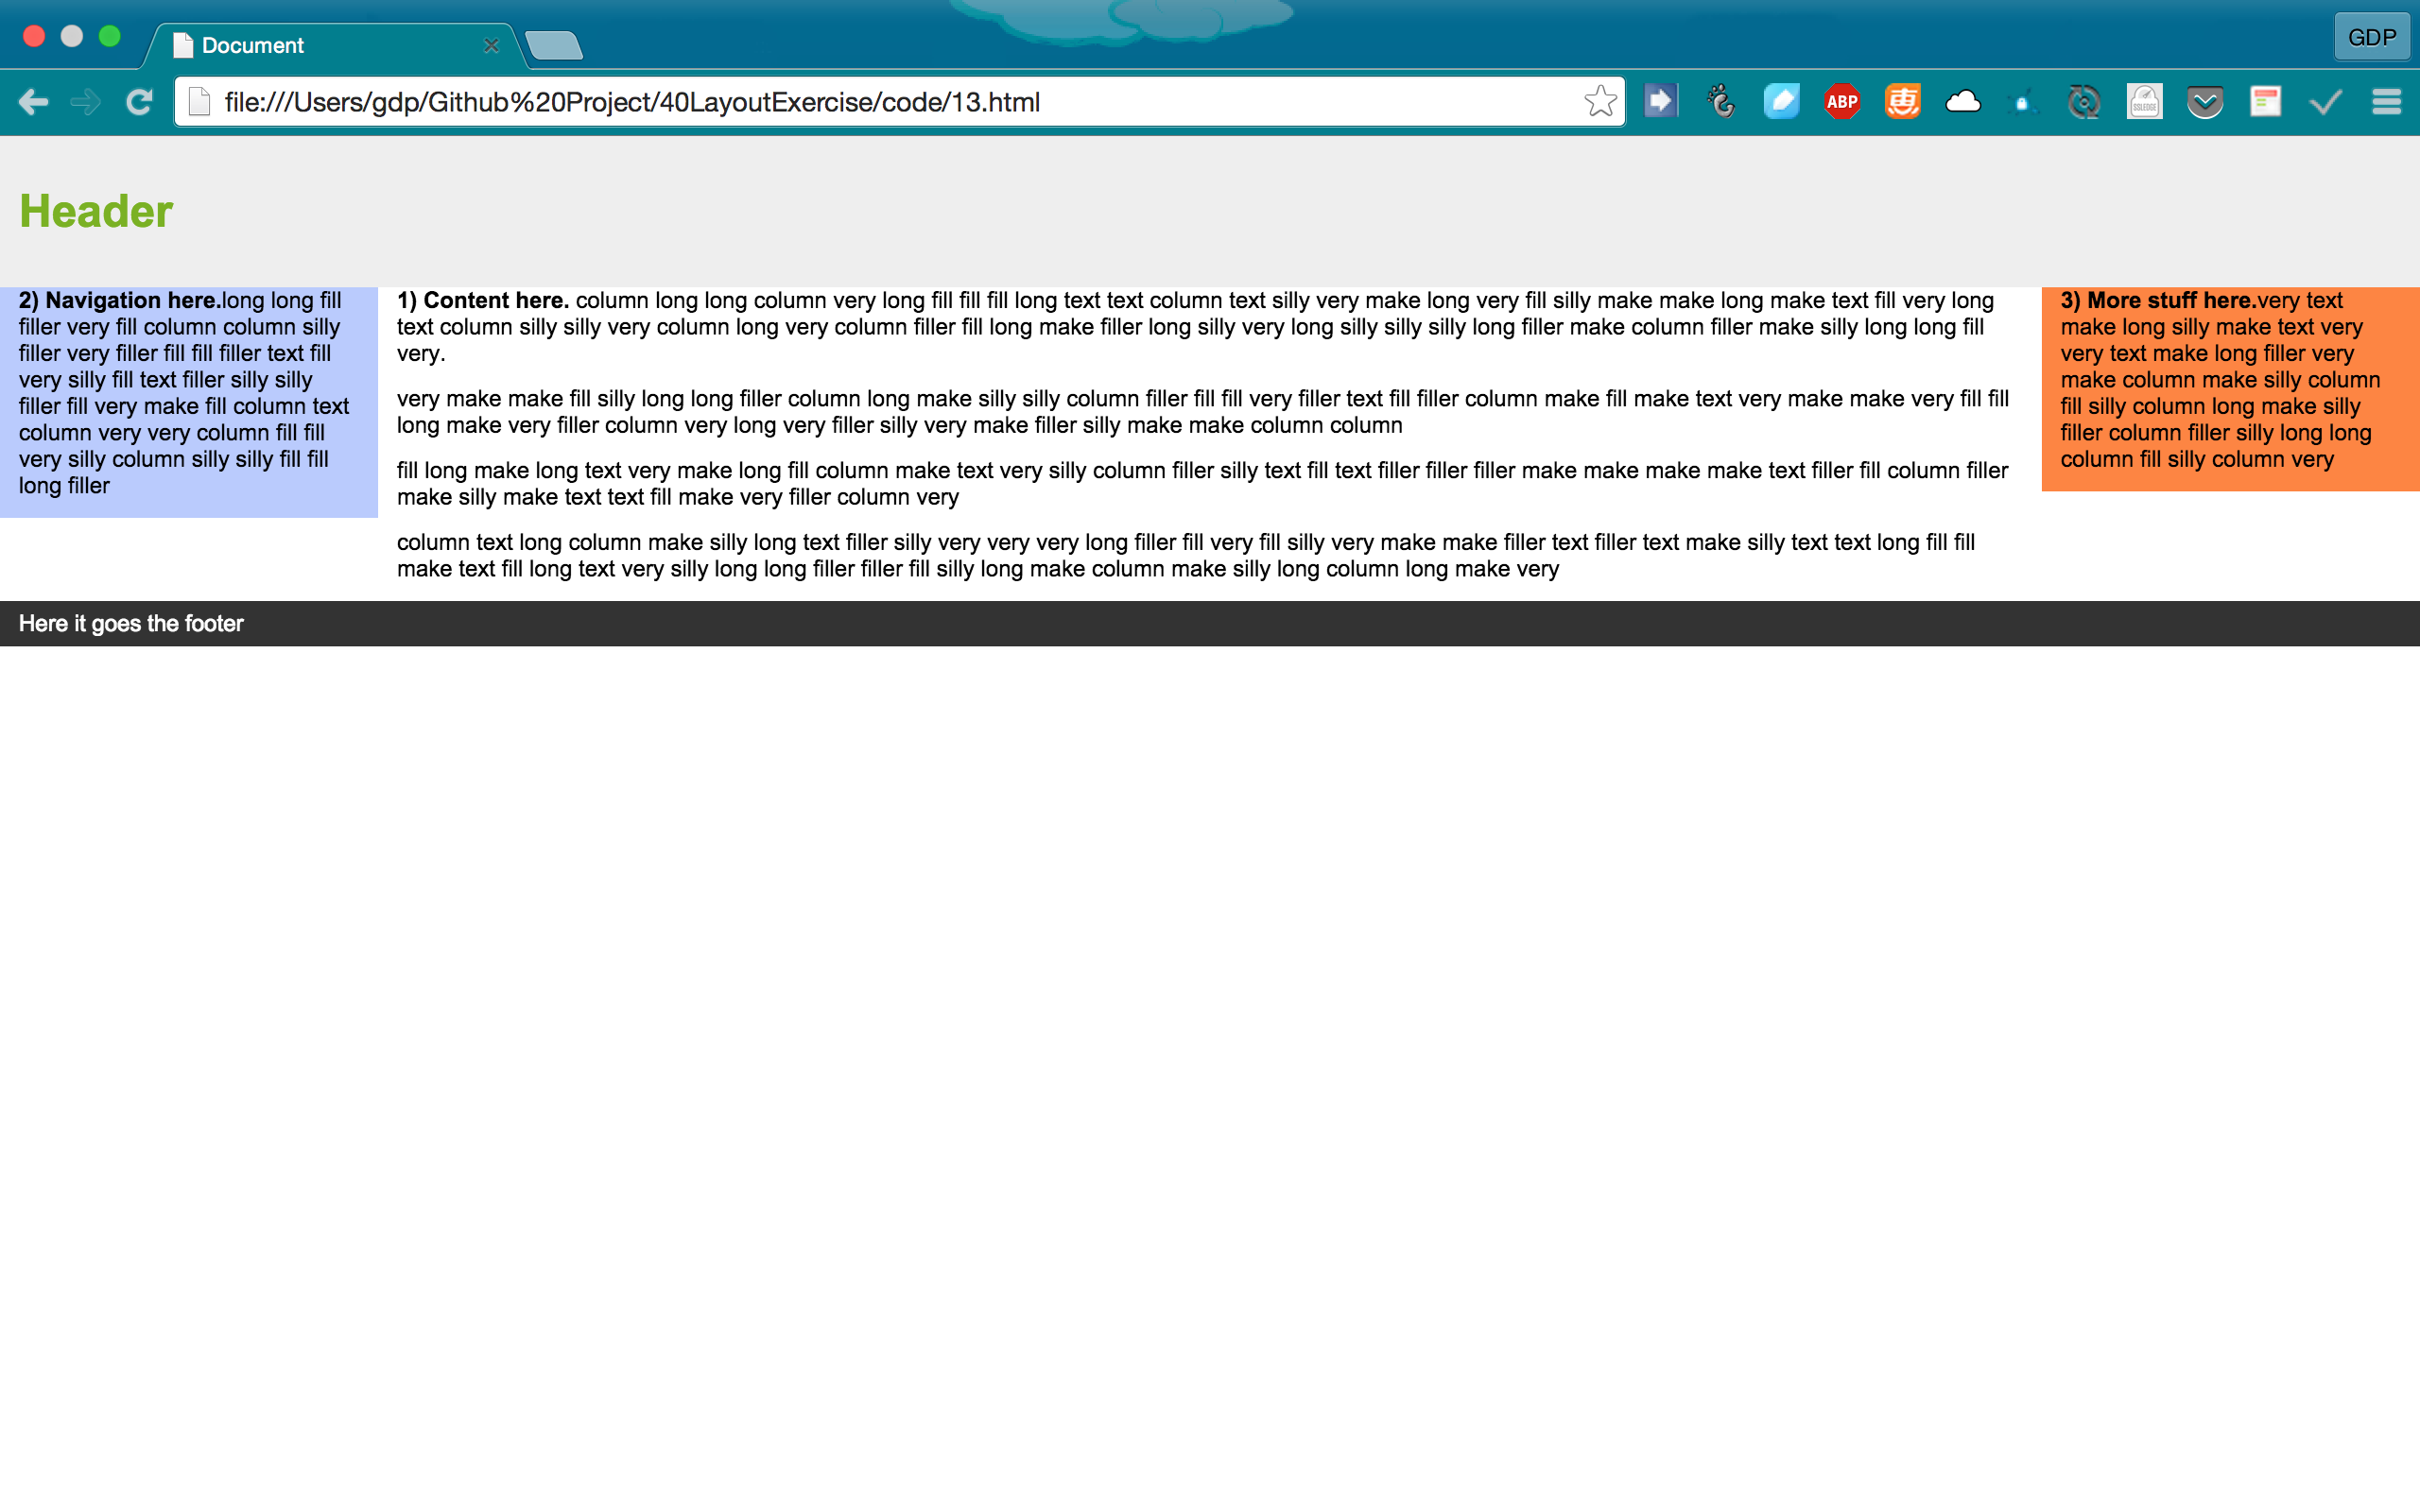 Document
GDP
file:///Users/gdp/Github%20Project/40LayoutExercise/code/13.html
ABP
惠
SSLEDGE
Header
2) Navigation here.long long fill
filler very fill column column silly
filler very filler fill fill filler text fill
very silly fill text filler silly silly
filler fill very make fill column text
column very very column fill fill
very silly column silly silly fill fill
long filler
1) Content here. column long long column very long fill fill fill long text text column text silly very make long very fill silly make make long make text fill very long
text column silly silly very column long very column filler fill long make filler long silly very long silly silly silly long filler make column filler make silly long long fill
very.
very make make fill silly long long filler column long make silly silly column filler fill fill very filler text fill filler column make fill make text very make make very fill fill
long make very filler column very long very filler silly very make filler silly make make column column
fill long make long text very make long fill column make text very silly column filler silly text fill text filler filler filler make make make make text filler fill column filler
make silly make text text fill make very filler column very
column text long column make silly long text filler silly very very very long filler fill very fill silly very make make filler text filler text make silly text text long fill fill
make text fill long text very silly long long filler filler fill silly long make column make silly long column long make very
3) More stuff here.very text
make long silly make text very
very text make long filler very
make column make silly column
fill silly column long make silly
filler column filler silly long long
column fill silly column very
Here it goes the footer